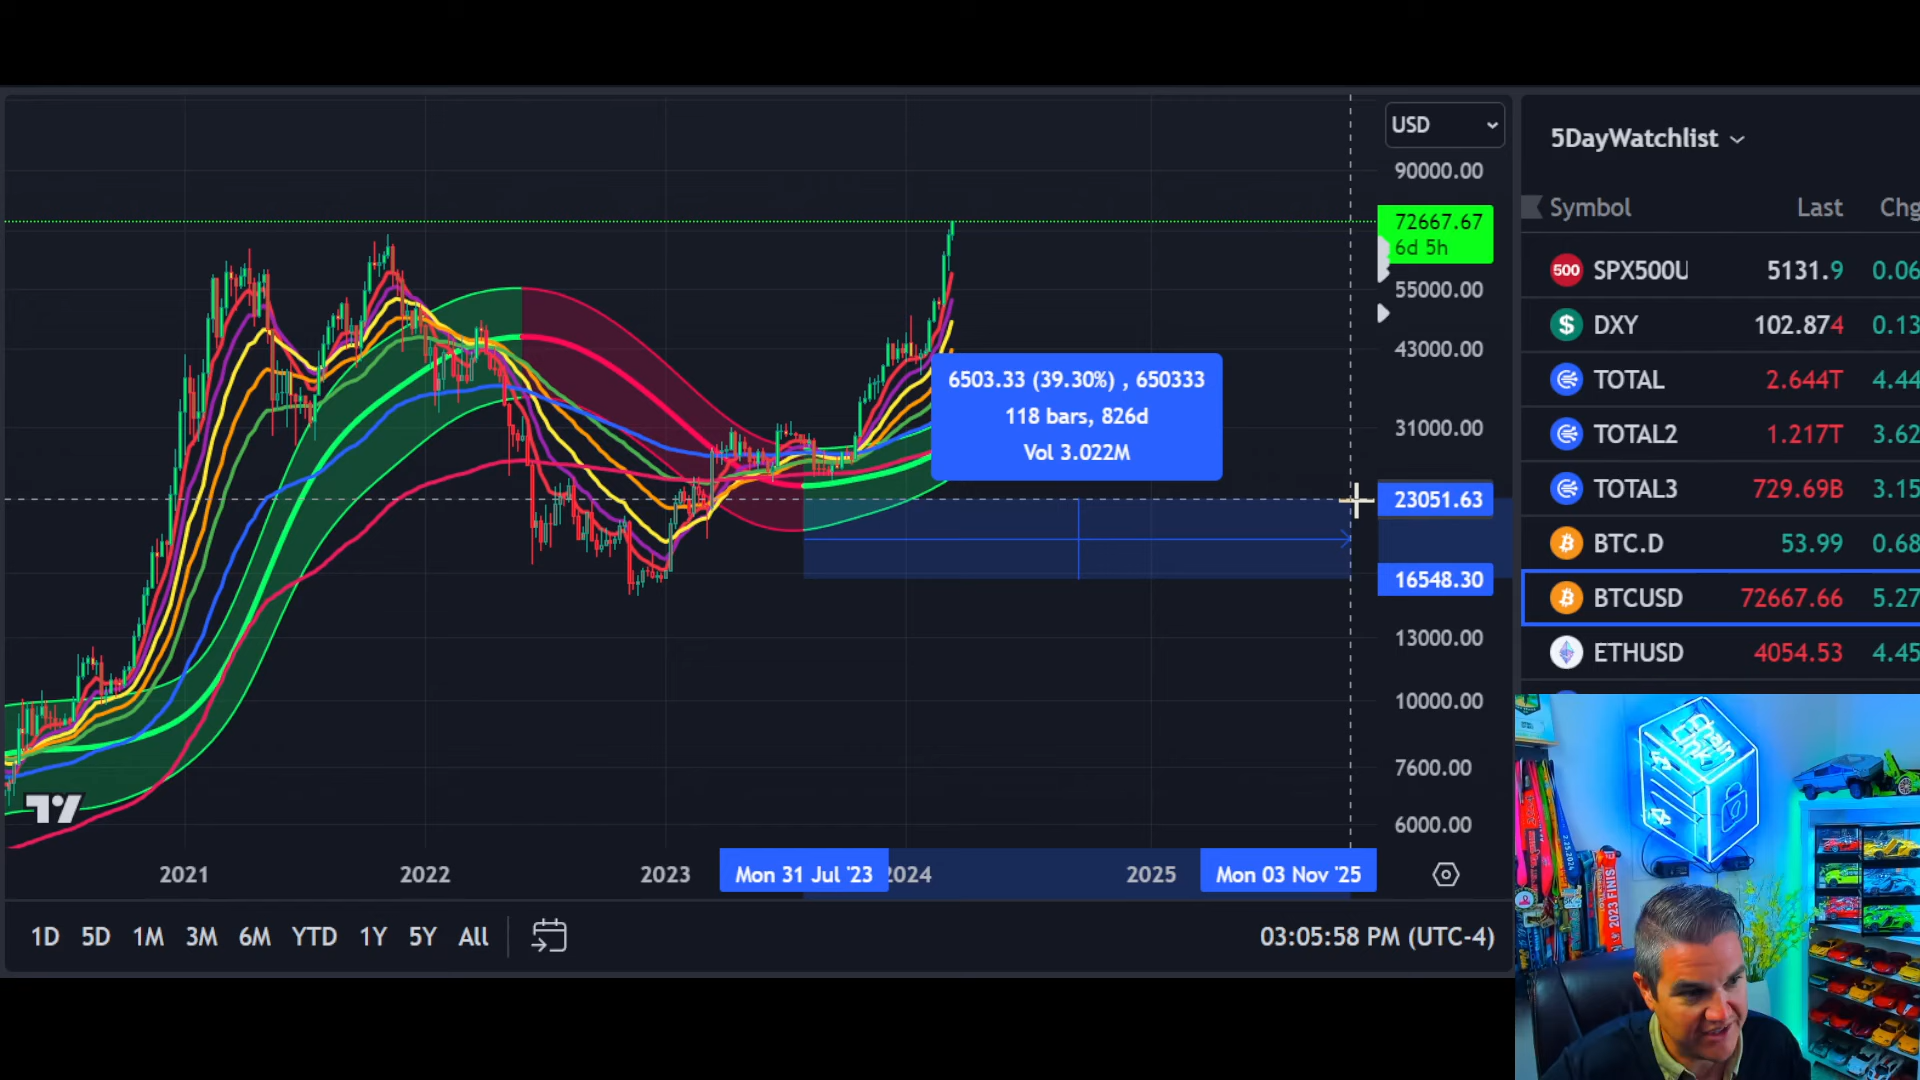 USD
90000.00
72667.67
6d 5h
55000.00
43000.00
31000.00
23051.63
16548.30
13000.00
10000.00
7600.00
6000.00
6503.33 (39.30%) , 650333
118 bars, 826d
Vol 3.022M
2021 2022 2023 Mon 31 Jul '23 2024 2025 Mon 03 Nov '25
1D 5D 1M 3M 6M YTD 1Y 5Y All
03:05:58 PM (UTC-4)
5DayWatchlist
Symbol Last Chg
500 SPX500U 5131.9 0.06
$ DXY 102.874 0.13
TOTAL 2.644T 4.44
TOTAL2 1.217T 3.62
TOTAL3 729.69B 3.15
BTC.D 53.99 0.68
BTCUSD 72667.66 5.27
ETHUSD 4054.53 4.45
Chain
Link
2023 FINIS